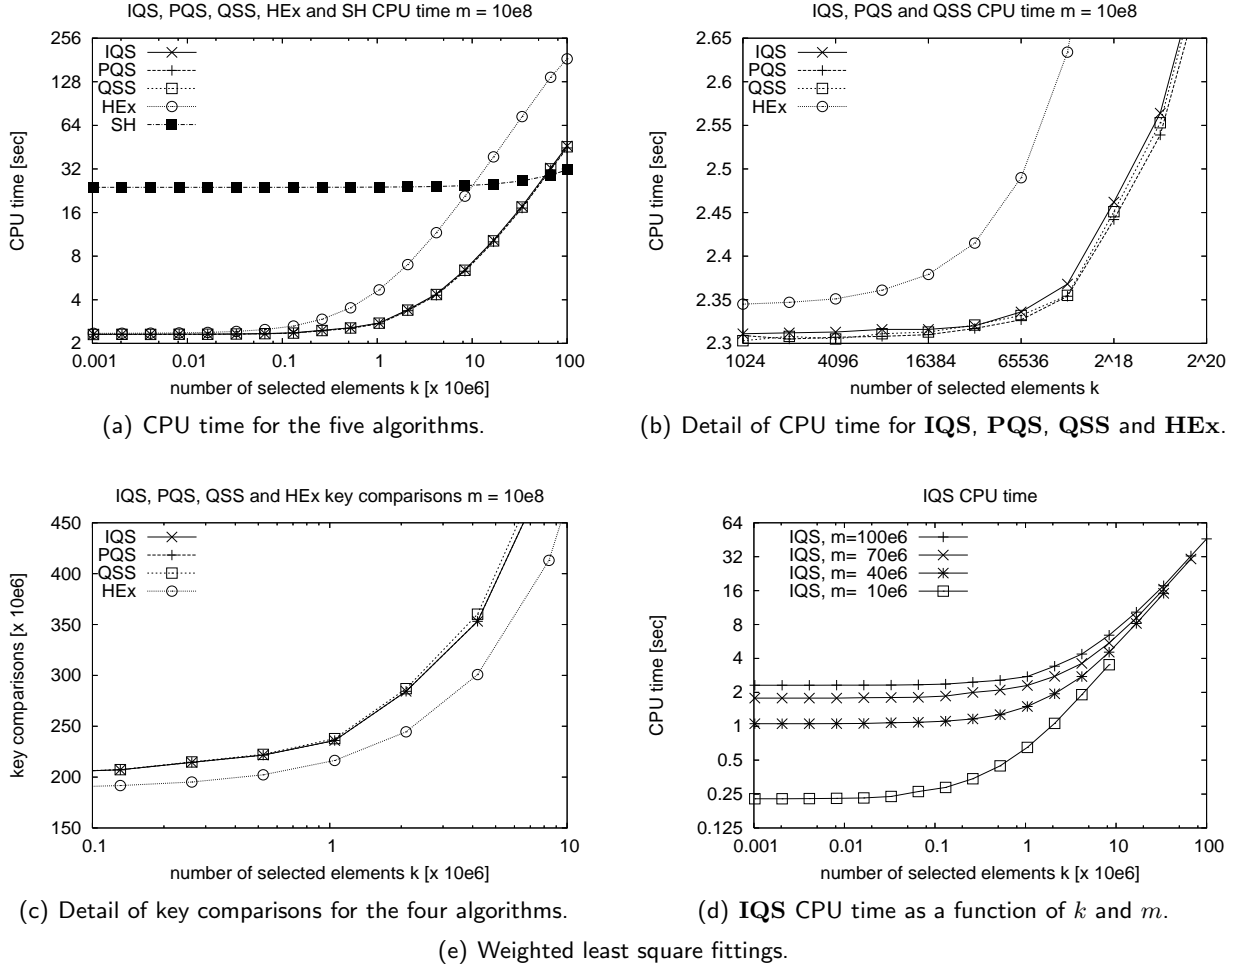 IQS, PQS, QSS, HEx and SH CPU time m = 10e8
256
128
64
32
16
8
4
2
CPU time [sec]
IQS
PQS
QSS
HEx
SH
0.001 0.01 0.1 1 10 100
number of selected elements k [x 10e6]
(a) CPU time for the five algorithms.
IQS, PQS and QSS CPU time m = 10e8
2.65
2.6
2.55
2.5
2.45
2.4
2.35
2.3
CPU time [sec]
IQS
PQS
QSS
HEx
1024 4096 16384 65536 2^18 2^20
number of selected elements k
(b) Detail of CPU time for IQS, PQS, QSS and HEx.
IQS, PQS, QSS and HEx key comparisons m = 10e8
450
400
350
300
250
200
150
key comparisons [x 10e6]
IQS
PQS
QSS
HEx
0.1 1 10
number of selected elements k [x 10e6]
(c) Detail of key comparisons for the four algorithms.
IQS CPU time
64
32
16
8
4
2
1
0.5
0.25
0.125
CPU time [sec]
IQS, m=100e6
IQS, m= 70e6
IQS, m= 40e6
IQS, m= 10e6
0.001 0.01 0.1 1 10 100
number of selected elements k [x 10e6]
(d) IQS CPU time as a function of k and m.
(e) Weighted least square fittings.